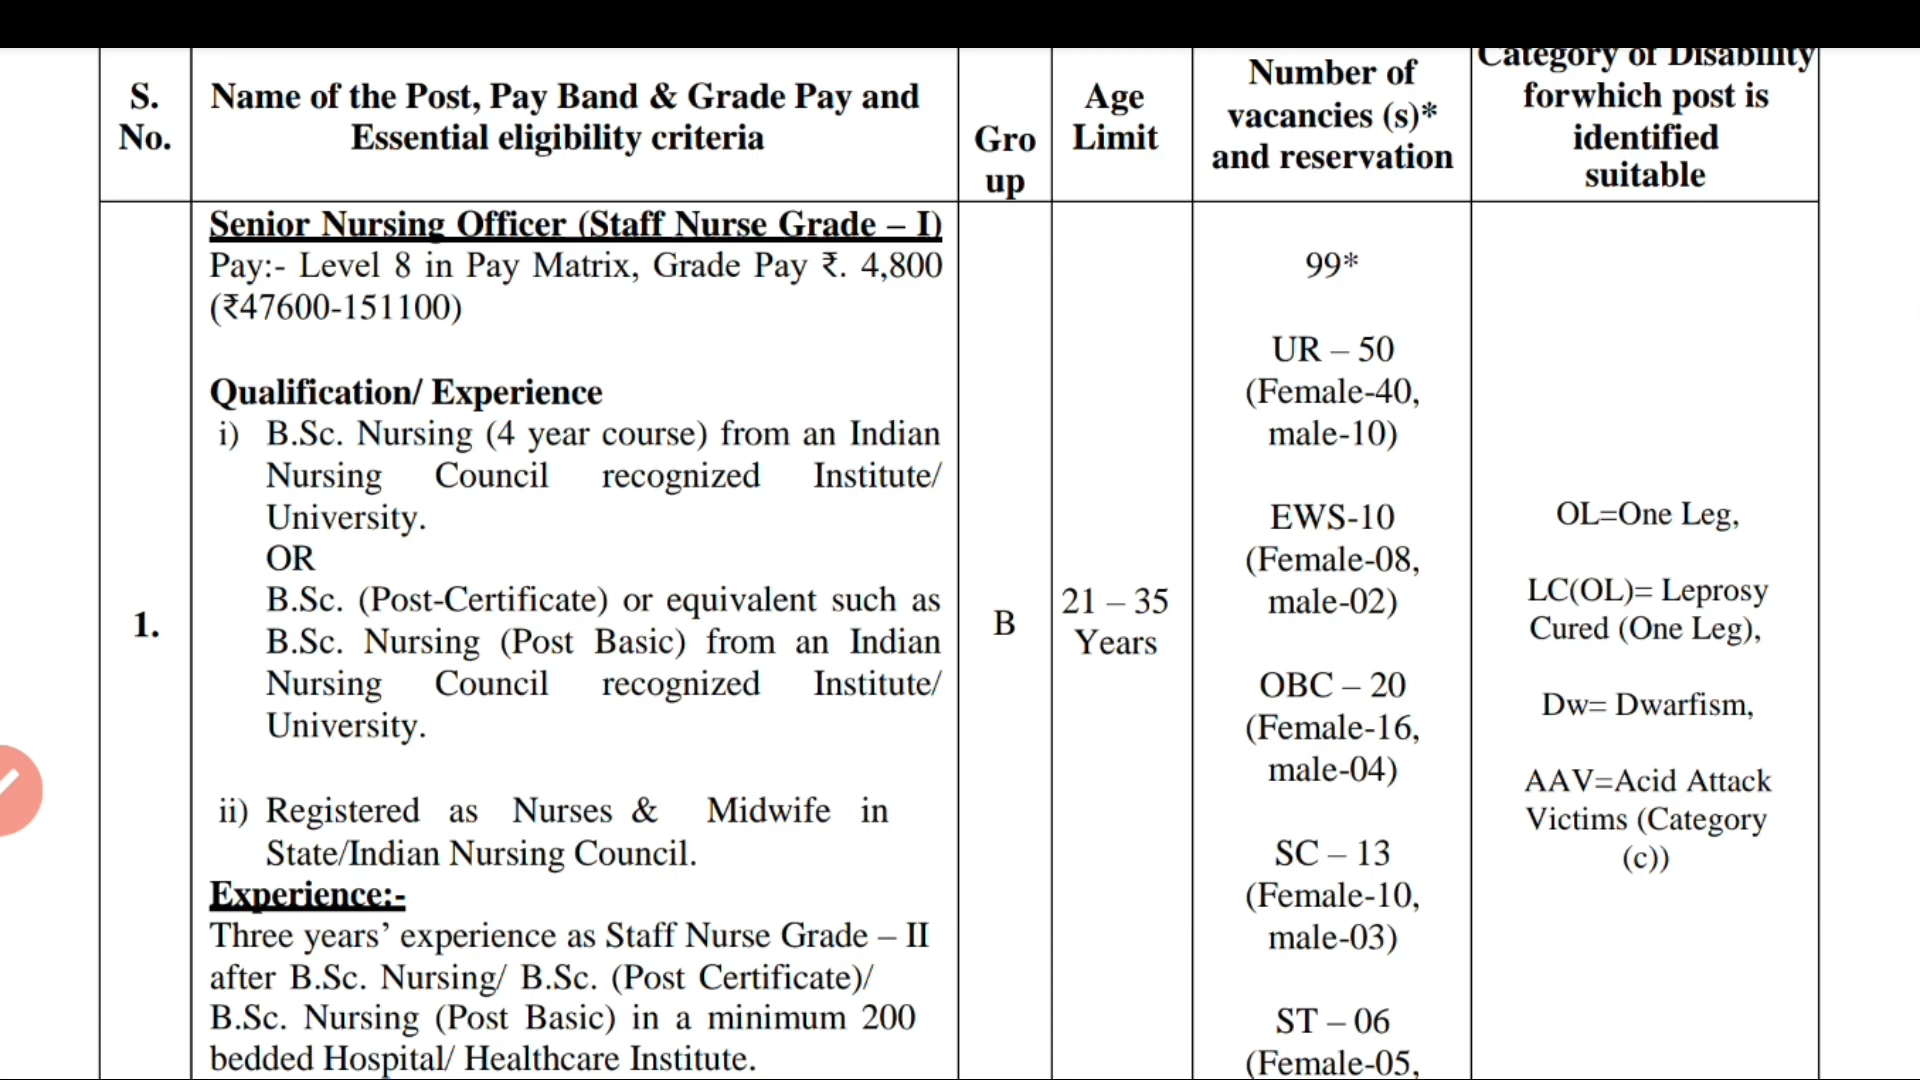 S.
No.
Name of the Post, Pay Band & Grade Pay and
Essential eligibility criteria
Gro
up
Age
Limit
Number of
vacancies (s)*
and reservation
Category of Disability
forwhich post is
identified
suitable
1.
Senior Nursing Officer (Staff Nurse Grade – I)
Pay:- Level 8 in Pay Matrix, Grade Pay ₹. 4,800
(₹47600-151100)
Qualification/ Experience
i) B.Sc. Nursing (4 year course) from an Indian
Nursing Council recognized Institute/
University.
OR
B.Sc. (Post-Certificate) or equivalent such as
B.Sc. Nursing (Post Basic) from an Indian
Nursing Council recognized Institute/
University.
ii) Registered as Nurses & Midwife in
State/Indian Nursing Council.
Experience:-
Three years’ experience as Staff Nurse Grade – II
after B.Sc. Nursing/ B.Sc. (Post Certificate)/
B.Sc. Nursing (Post Basic) in a minimum 200
bedded Hospital/ Healthcare Institute.
B
21 – 35
Years
99*
UR – 50
(Female-40,
male-10)
EWS-10
(Female-08,
male-02)
OBC – 20
(Female-16,
male-04)
SC – 13
(Female-10,
male-03)
ST – 06
(Female-05,
OL=One Leg,
LC(OL)= Leprosy
Cured (One Leg),
Dw= Dwarfism,
AAV=Acid Attack
Victims (Category
(c))